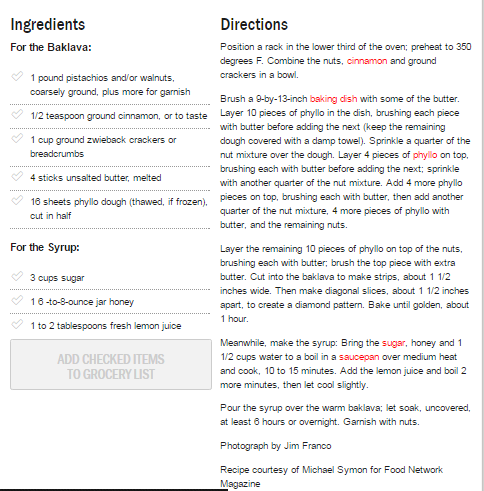 Ingredients
For the Baklava:
1 pound pistachios and/or walnuts,
coarsely ground, plus more for garnish
1/2 teaspoon ground cinnamon, or to taste
1 cup ground zwieback crackers or
breadcrumbs
4 sticks unsalted butter, melted
16 sheets phyllo dough (thawed, if frozen),
cut in half
For the Syrup:
3 cups sugar
1 6 -to-8-ounce jar honey
1 to 2 tablespoons fresh lemon juice
ADD CHECKED ITEMS
TO GROCERY LIST
Directions
Position a rack in the lower third of the oven; preheat to 350
degrees F. Combine the nuts, cinnamon and ground
crackers in a bowl.
Brush a 9-by-13-inch baking dish with some of the butter.
Layer 10 pieces of phyllo in the dish, brushing each piece
with butter before adding the next (keep the remaining
dough covered with a damp towel). Sprinkle a quarter of the
nut mixture over the dough. Layer 4 pieces of phyllo on top,
brushing each with butter before adding the next; sprinkle
with another quarter of the nut mixture. Add 4 more phyllo
pieces on top, brushing each with butter, then add another
quarter of the nut mixture, 4 more pieces of phyllo with
butter, and the remaining nuts.
Layer the remaining 10 pieces of phyllo on top of the nuts,
brushing each with butter; brush the top piece with extra
butter. Cut into the baklava to make strips, about 1 1/2
inches wide. Then make diagonal slices, about 1 1/2 inches
apart, to create a diamond pattern. Bake until golden, about
1 hour.
Meanwhile, make the syrup: Bring the sugar, honey and 1
1/2 cups water to a boil in a saucepan over medium heat
and cook, 10 to 15 minutes. Add the lemon juice and boil 2
more minutes, then let cool slightly.
Pour the syrup over the warm baklava; let soak, uncovered,
at least 6 hours or overnight. Garnish with nuts.
Photograph by Jim Franco
Recipe courtesy of Michael Symon for Food Network
Magazine